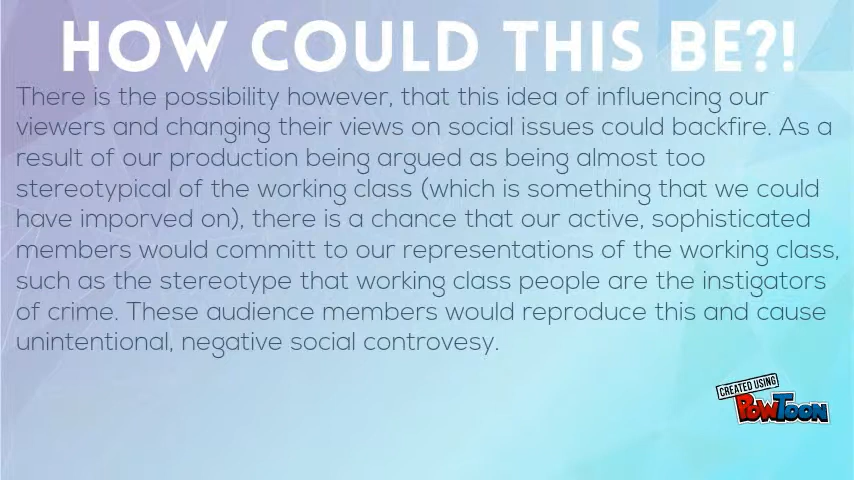 HOW COULD THIS BE?!
There is the possibility however, that this idea of influencing our
viewers and changing their views on social issues could backfire. As a
result of our production being argued as being almost too
stereotypical of the working class (which is something that we could
have imporved on), there is a chance that our active, sophisticated
members would committ to our representations of the working class,
such as the stereotype that working class people are the instigators
of crime. These audience members would reproduce this and cause
unintentional, negative social controvesy.
CREATED USING
POWTOON